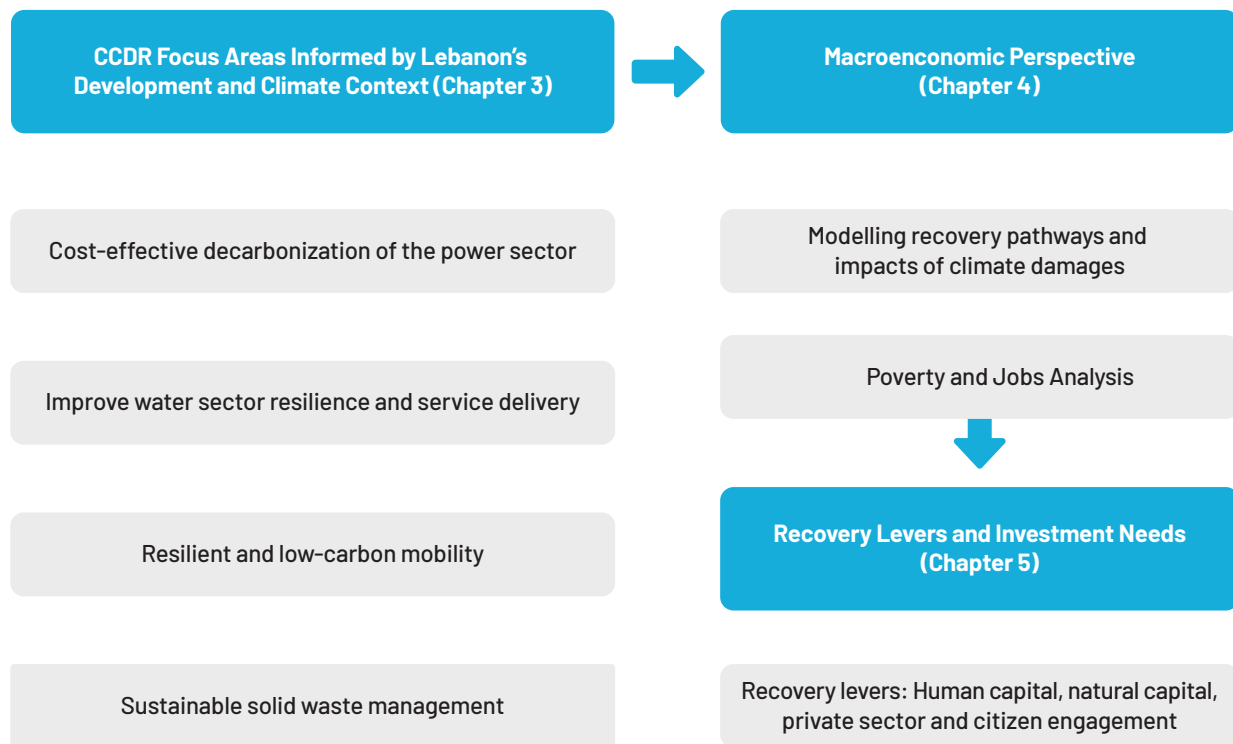 CCDR Focus Areas Informed by Lebanon's
Development and Climate Context (Chapter 3)
Cost-effective decarbonization of the power sector
Improve water sector resilience and service delivery
Resilient and low-carbon mobility
Sustainable solid waste management
Macroenconomic Perspective
(Chapter 4)
Modelling recovery pathways and
impacts of climate damages
Poverty and Jobs Analysis
Recovery Levers and Investment Needs
(Chapter 5)
Recovery levers: Human capital, natural capital,
private sector and citizen engagement